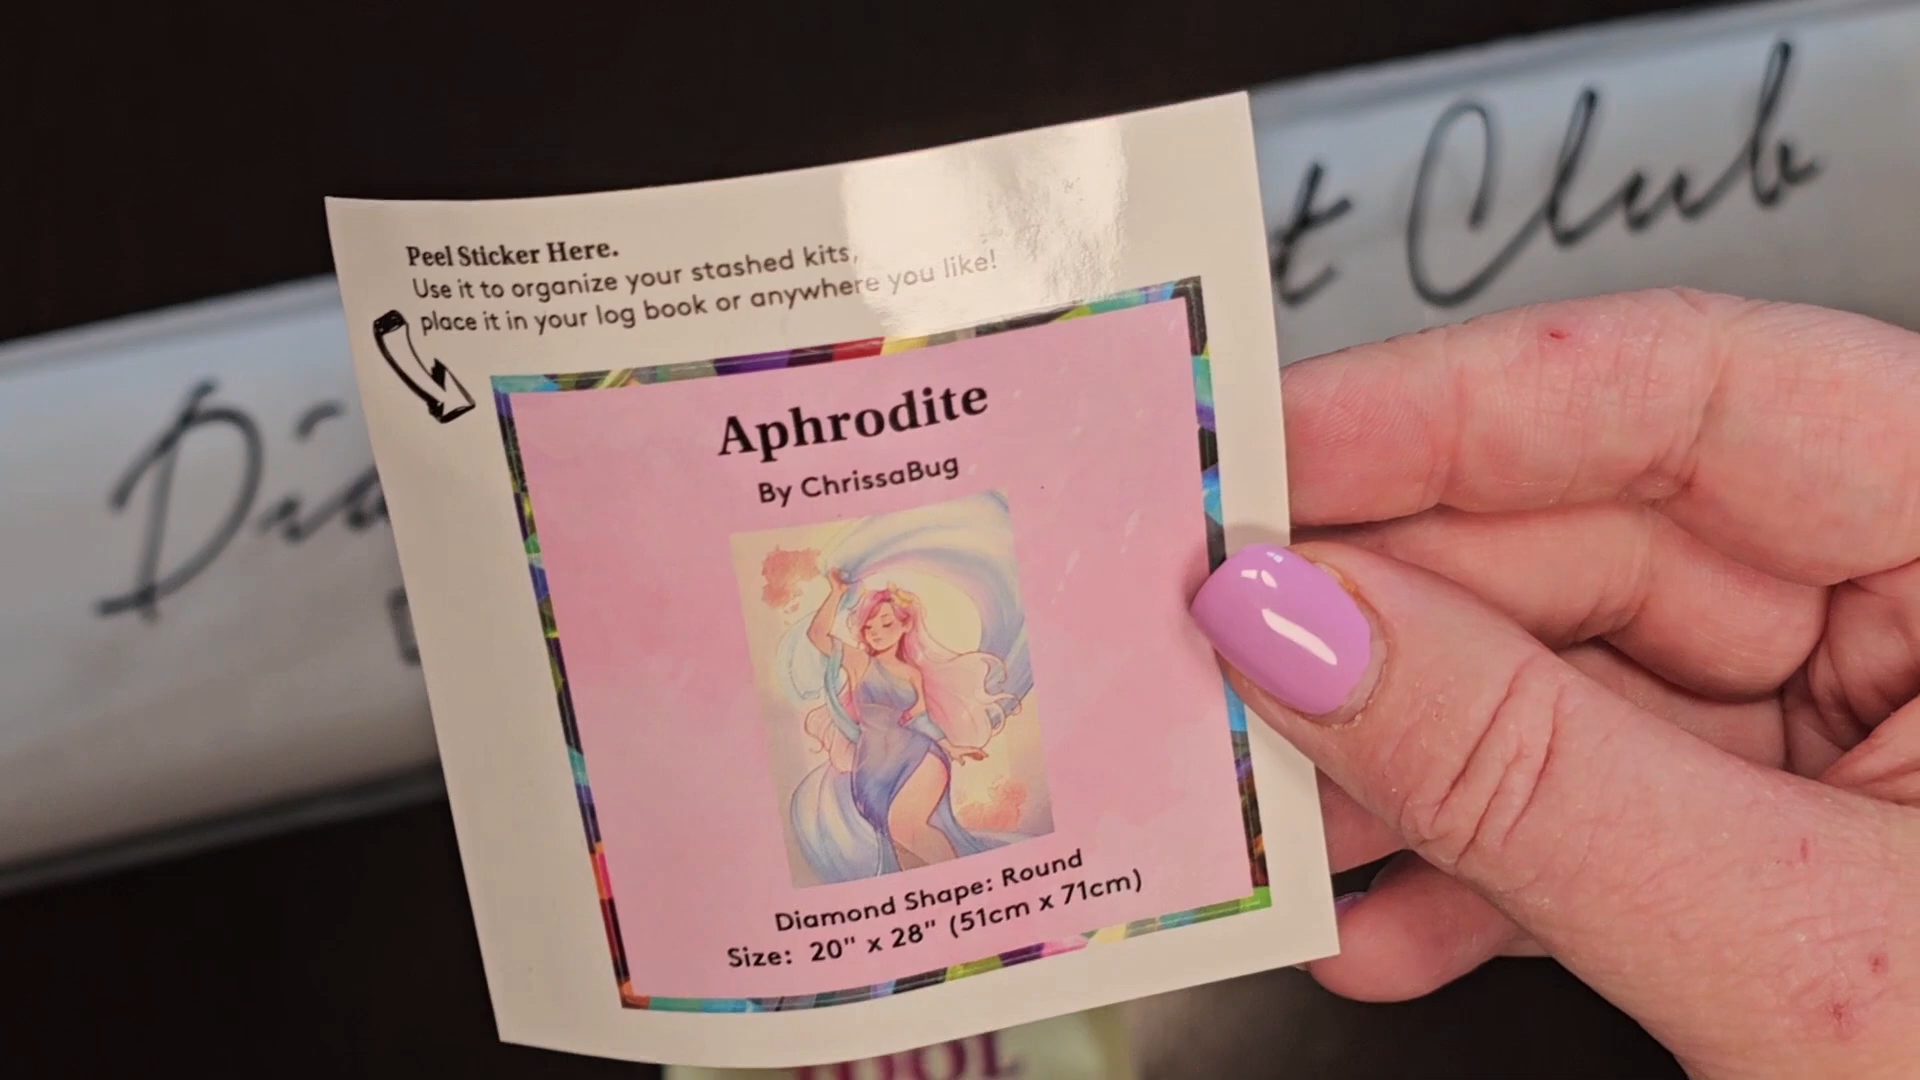 Peel Sticker Here.
Use it to organize your stashed kits,
place it in your log book or anywhere you like!
Aphrodite
By ChrissaBug
Diamond Shape: Round
Size: 20" x 28" (51cm x 71cm)
Club